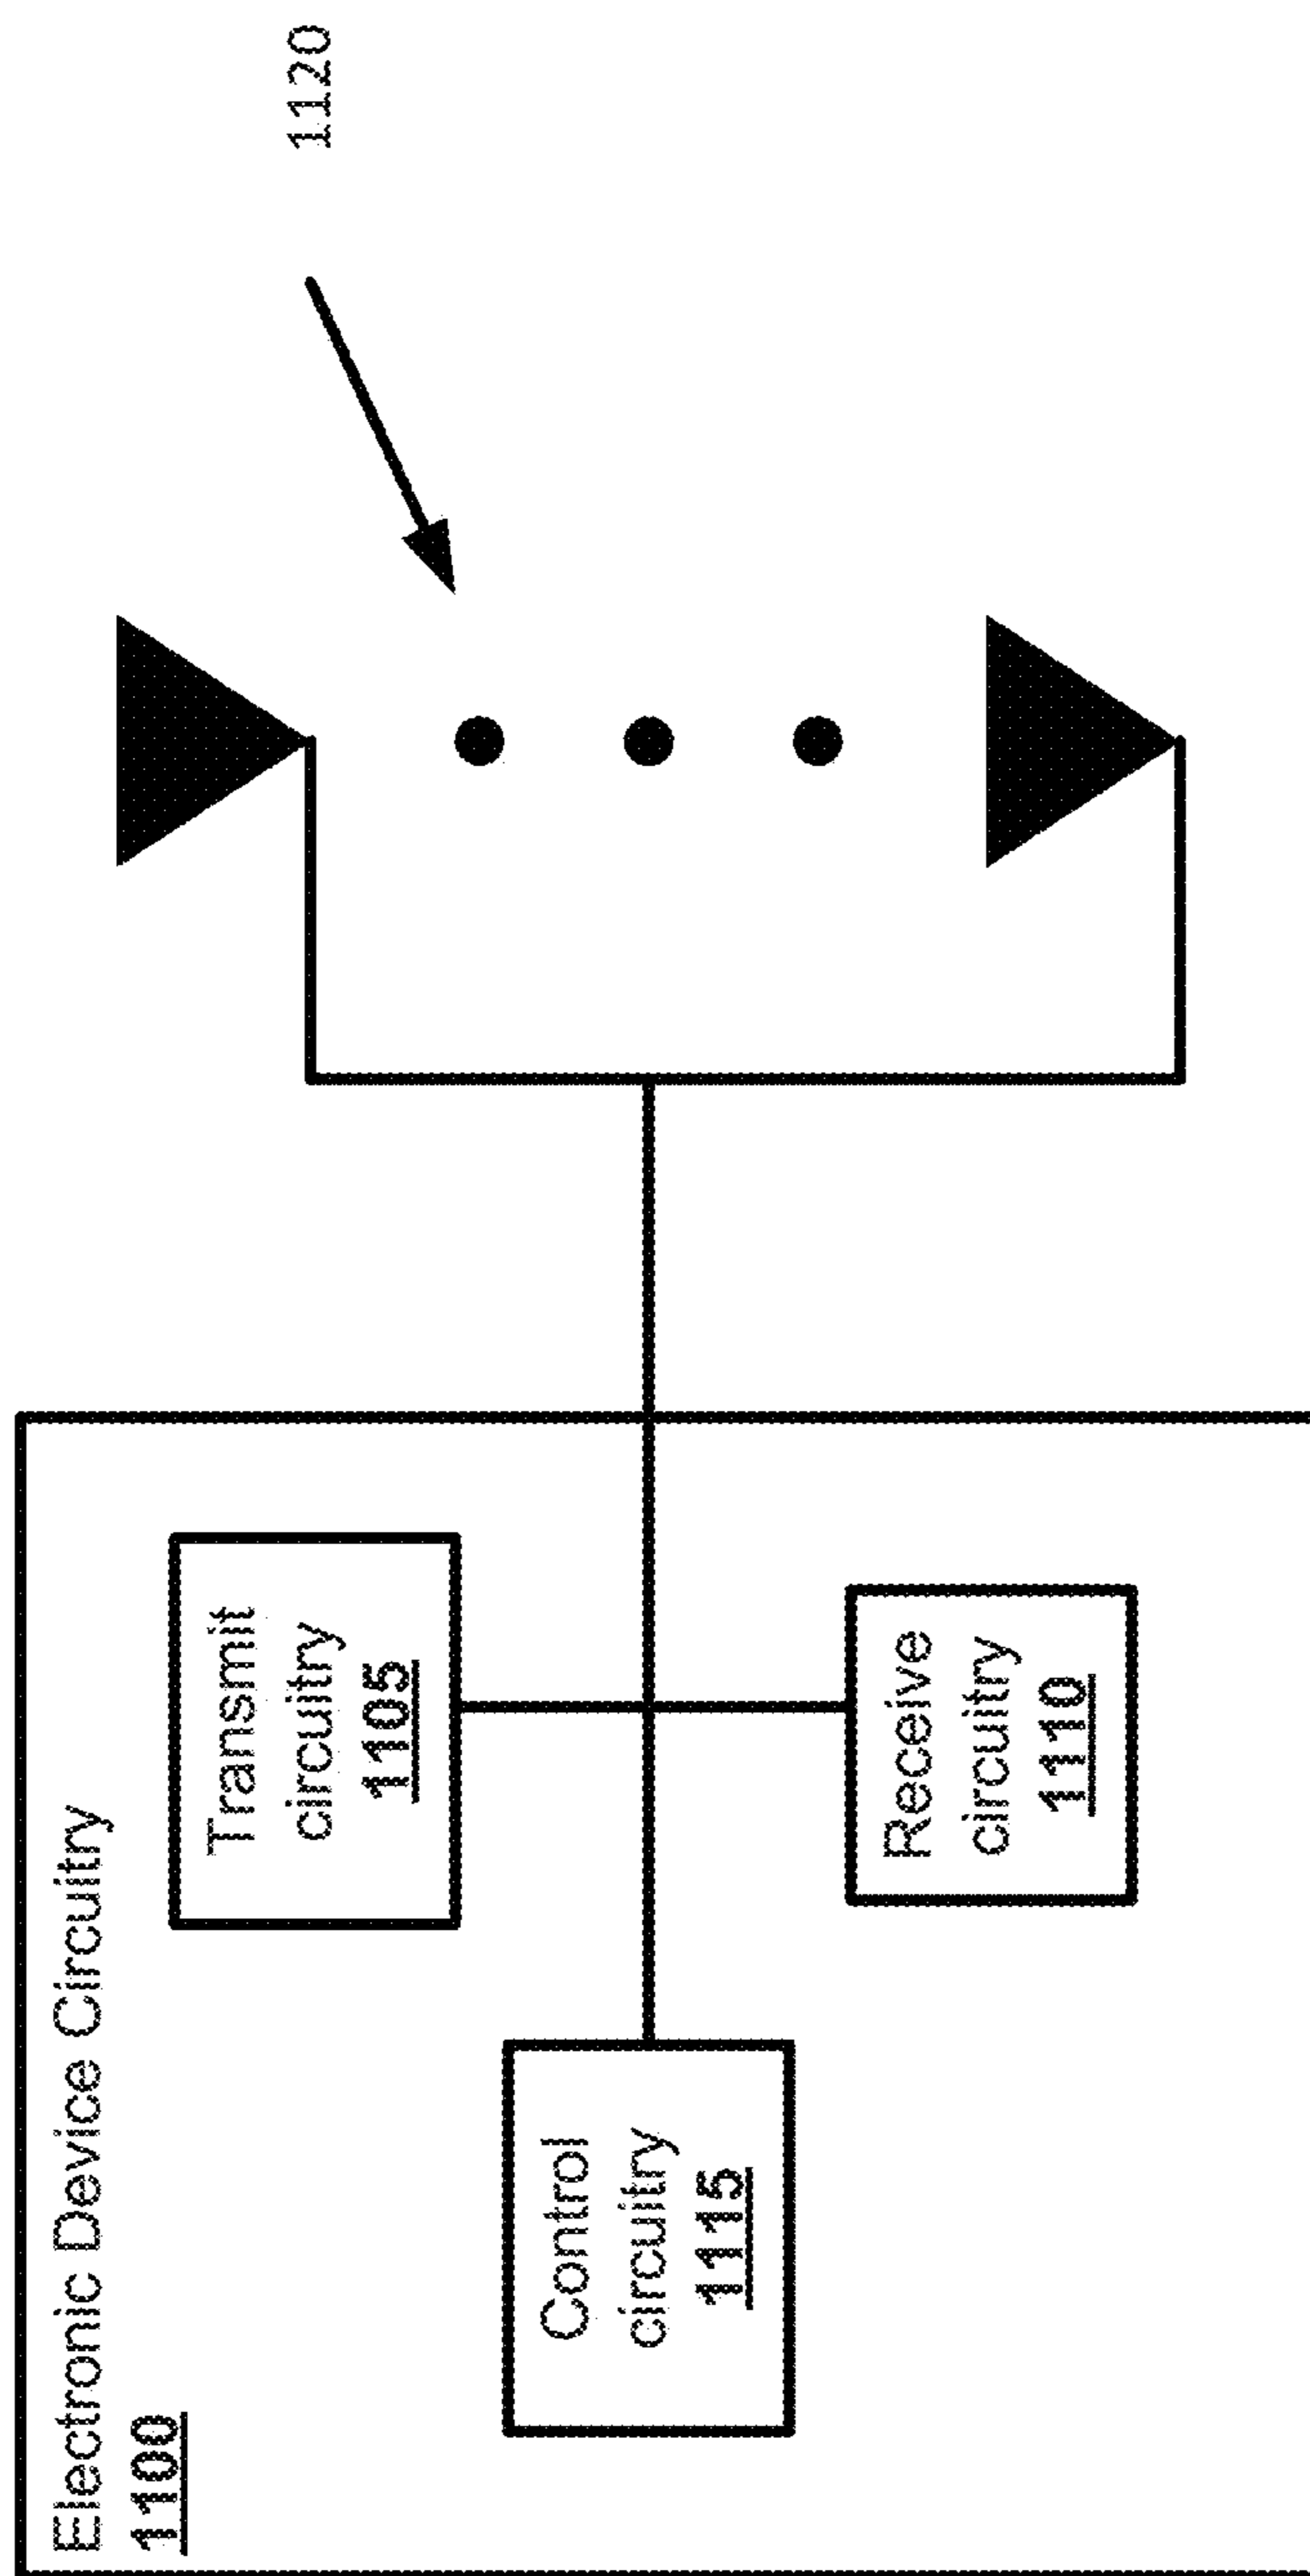 Electronic Device Circuitry
1100
Transmit
circuitry
1105
Control
circuitry
1115
Receive
circuitry
1110
1120